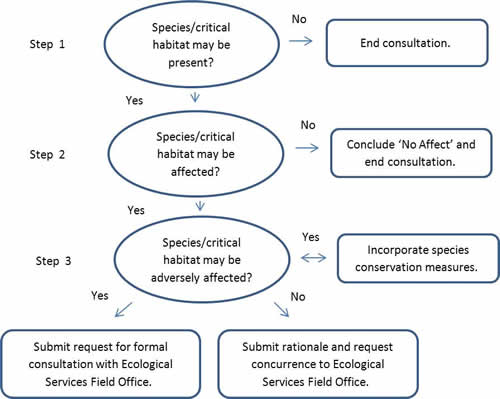 Step 1
Species/critical
habitat may be
present?
No
End consultation.
Yes
Step 2
Species/critical
habitat may be
affected?
No
Conclude ‘No Affect’ and
end consultation.
Yes
Step 3
Species/critical
habitat may be
adversely affected?
Yes
Incorporate species
conservation measures.
Yes
No
Submit request for formal
consultation with Ecological
Services Field Office.
Submit rationale and request
concurrence to Ecological
Services Field Office.